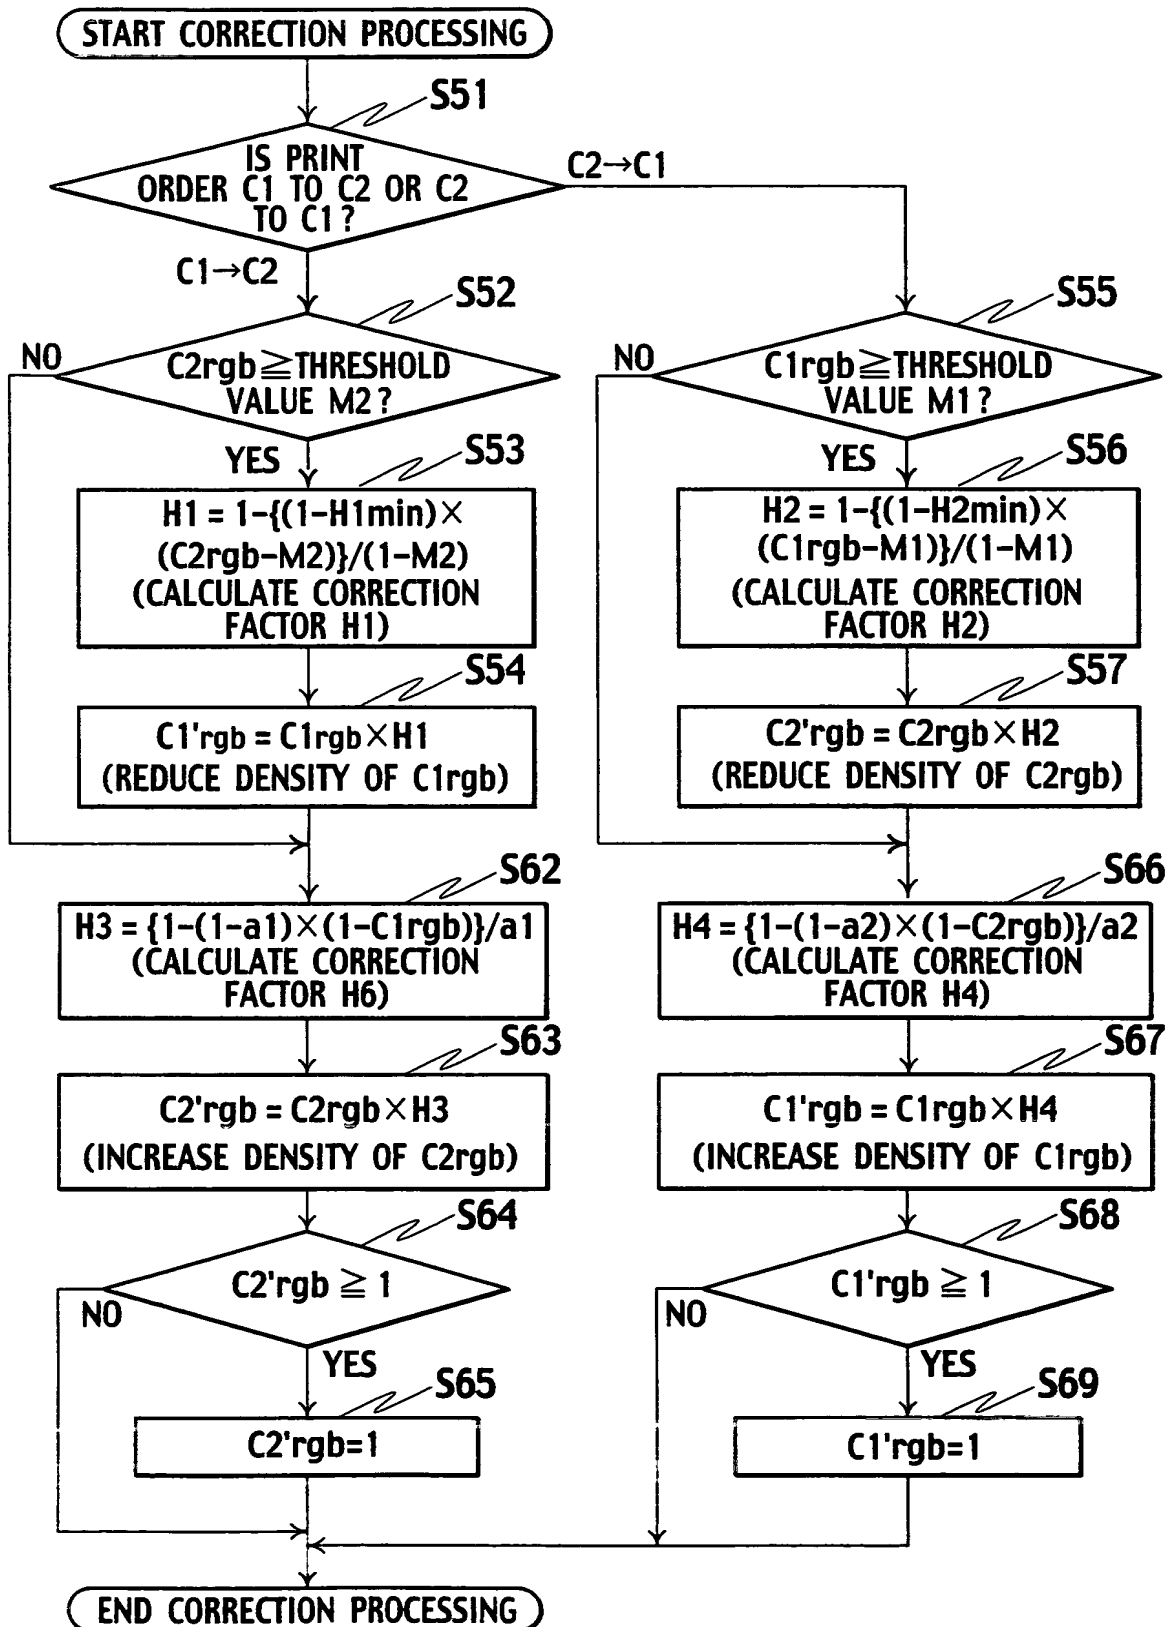 START CORRECTION PROCESSING
S51
IS PRINT
ORDER C1 TO C2 OR C2
TO C1?
C2→C1
C1→C2
S52
C2rgb≧THRESHOLD
VALUE M2?
NO
YES
S53
H1 = 1-{(1-H1min)×
(C2rgb-M2)}/(1-M2)
(CALCULATE CORRECTION
FACTOR H1)
S54
C1'rgb = C1rgb×H1
(REDUCE DENSITY OF C1rgb)
S55
C1rgb≧THRESHOLD
VALUE M1?
NO
YES
S56
H2 = 1-{(1-H2min)×
(C1rgb-M1)}/(1-M1)
(CALCULATE CORRECTION
FACTOR H2)
S57
C2'rgb = C2rgb×H2
(REDUCE DENSITY OF C2rgb)
S62
H3 = {1-(1-a1)×(1-C1rgb)}/a1
(CALCULATE CORRECTION
FACTOR H6)
S63
C2'rgb = C2rgb×H3
(INCREASE DENSITY OF C2rgb)
S64
C2'rgb ≧ 1
NO
YES
S65
C2'rgb=1
S66
H4 = {1-(1-a2)×(1-C2rgb)}/a2
(CALCULATE CORRECTION
FACTOR H4)
S67
C1'rgb = C1rgb×H4
(INCREASE DENSITY OF C1rgb)
S68
C1'rgb ≧ 1
NO
YES
S69
C1'rgb=1
END CORRECTION PROCESSING